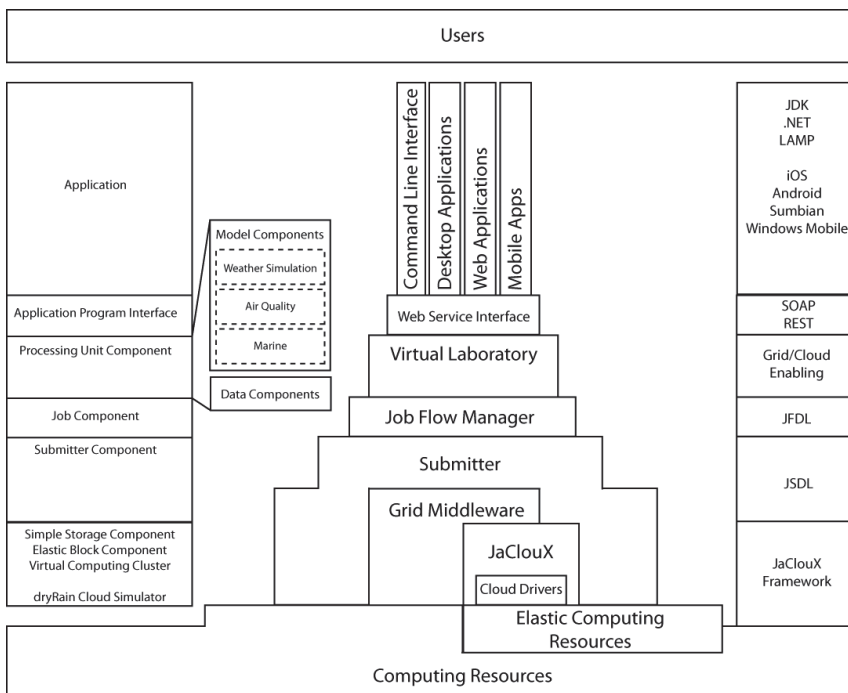 Users
Application
Application Program Interface
Processing Unit Component
Job Component
Submitter Component
Simple Storage Component
Elastic Block Component
Virtual Computing Cluster
dryRain Cloud Simulator
Model Components
Weather Simulation
Air Quality
Marine
Data Components
Command Line Interface
Desktop Applications
Web Applications
Mobile Apps
Web Service Interface
Virtual Laboratory
Job Flow Manager
Submitter
Grid Middleware
JaClouX
Cloud Drivers
Elastic Computing
Resources
Computing Resources
JDK
.NET
LAMP
iOS
Android
Sumbian
Windows Mobile
SOAP
REST
Grid/Cloud
Enabling
JFDL
JSDL
JaClouX
Framework